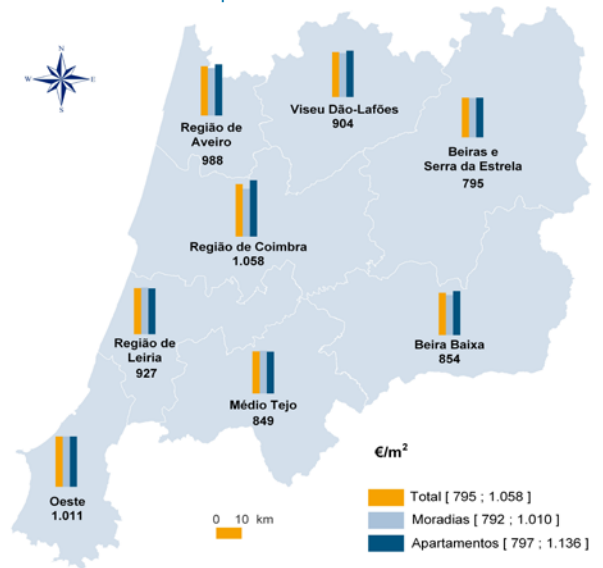 N
W E
S
Viseu Dão-Lafões
904
Região de
Aveiro
988
Beiras e
Serra da Estrela
795
Região de Coimbra
1.058
Região de
Leiria
927
Beira Baixa
854
Médio Tejo
849
Oeste
1.011
€/m²
0 10 km
Total [ 795 ; 1.058 ]
Moradias [ 792 ; 1.010 ]
Apartamentos [ 797 ; 1.136 ]